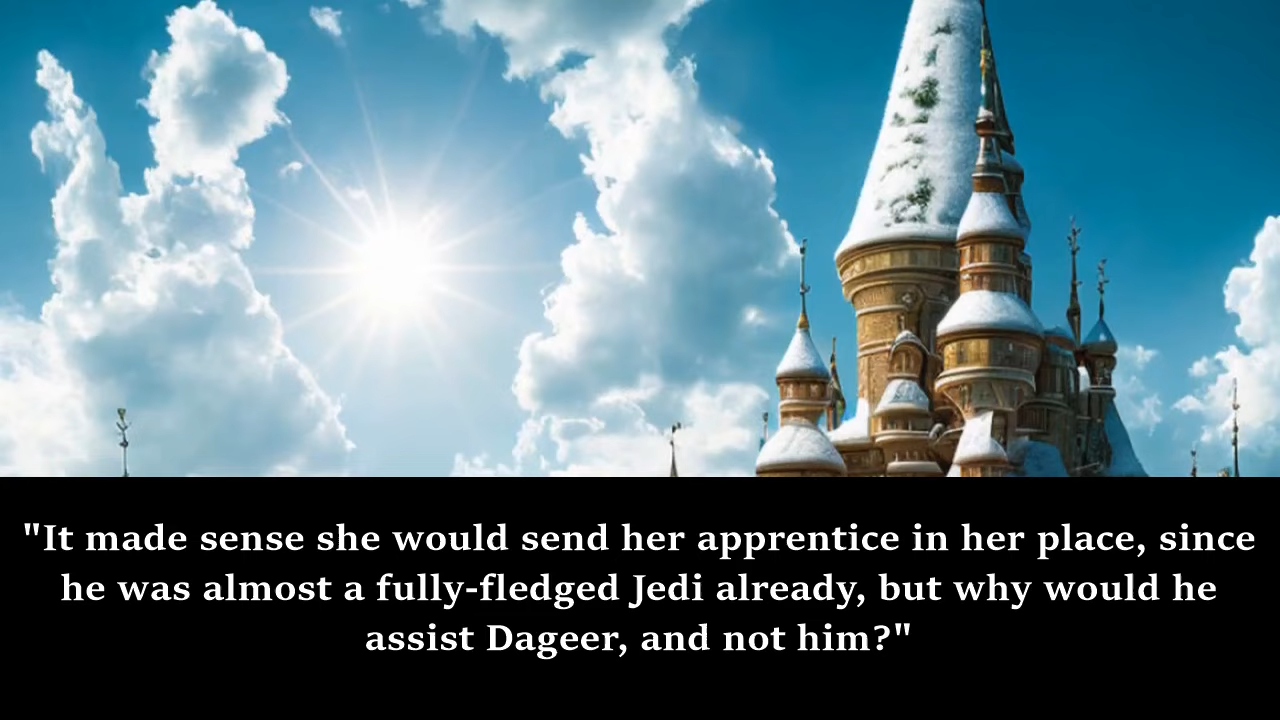 "It made sense she would send her apprentice in her place, since
he was almost a fully-fledged Jedi already, but why would he
assist Dageer, and not him?"